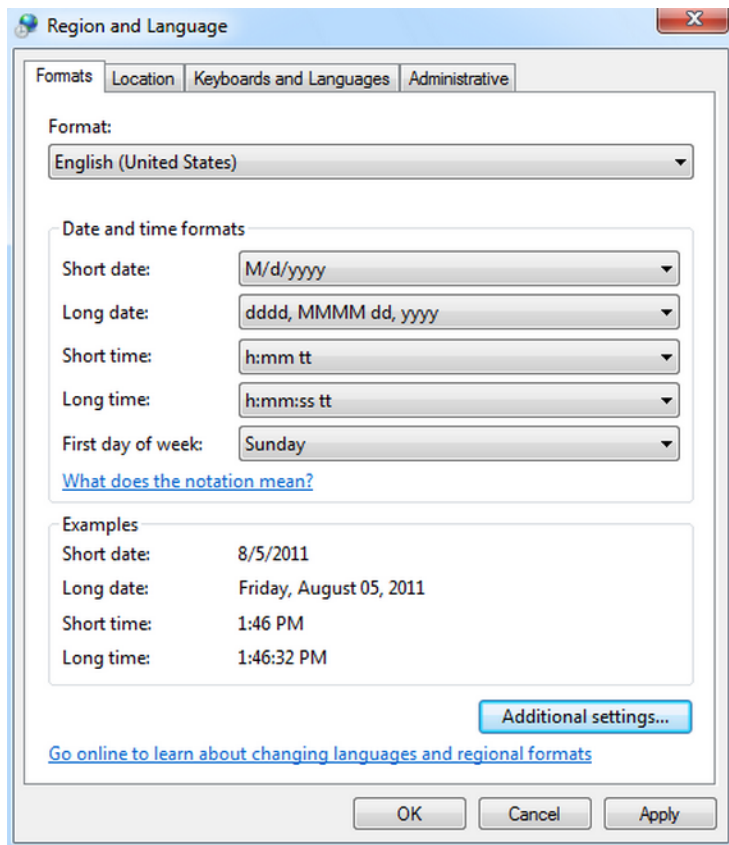 Region and Language
Formats Location Keyboards and Languages Administrative
Format:
English (United States)
Date and time formats
Short date: M/d/yyyy
Long date: dddd, MMMM dd, yyyy
Short time: h:mm tt
Long time: h:mm:ss tt
First day of week: Sunday
What does the notation mean?
Examples
Short date: 8/5/2011
Long date: Friday, August 05, 2011
Short time: 1:46 PM
Long time: 1:46:32 PM
Additional settings...
Go online to learn about changing languages and regional formats
OK Cancel Apply